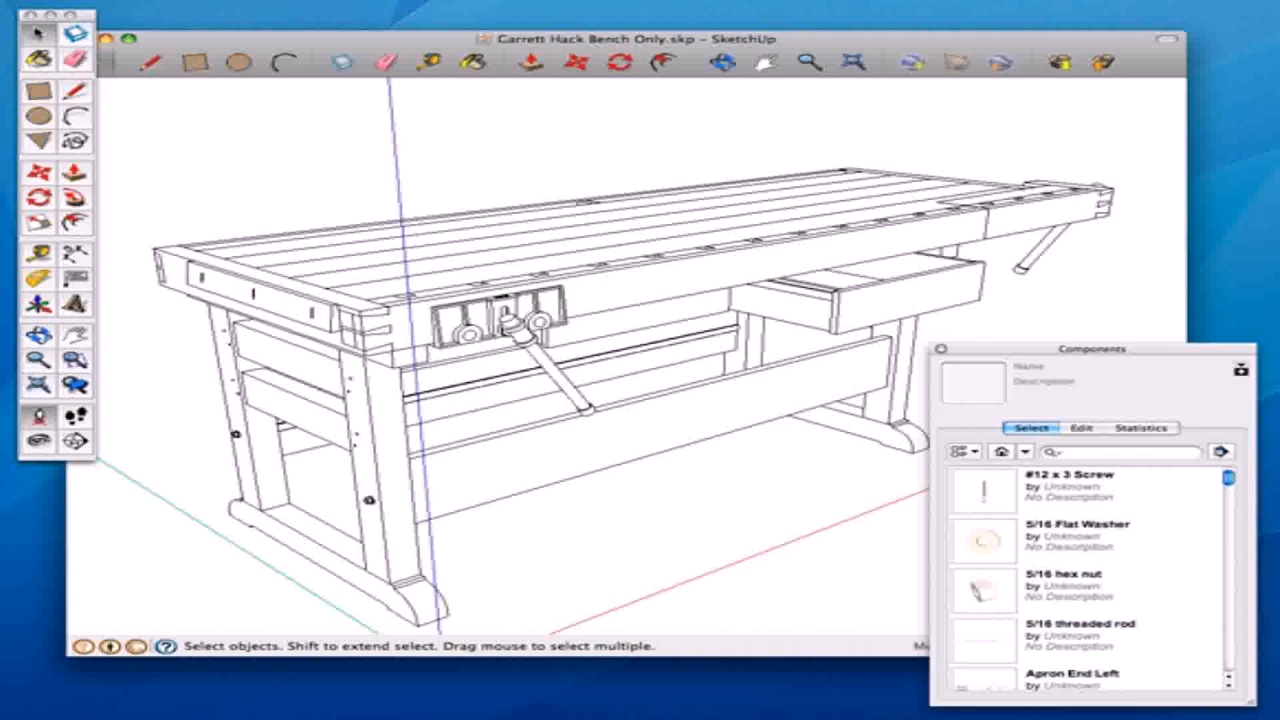 Garrett Hack Bench Only.skp – SketchUp
Components
Name
Description
Select Edit Statistics
#12 x 3 Screw
by Unknown
No Description
5/16 Flat Washer
by Unknown
No Description
5/16 hex nut
by Unknown
No Description
5/16 threaded rod
by Unknown
No Description
Apron End Left
by Unknown
Select objects. Shift to extend select. Drag mouse to select multiple.